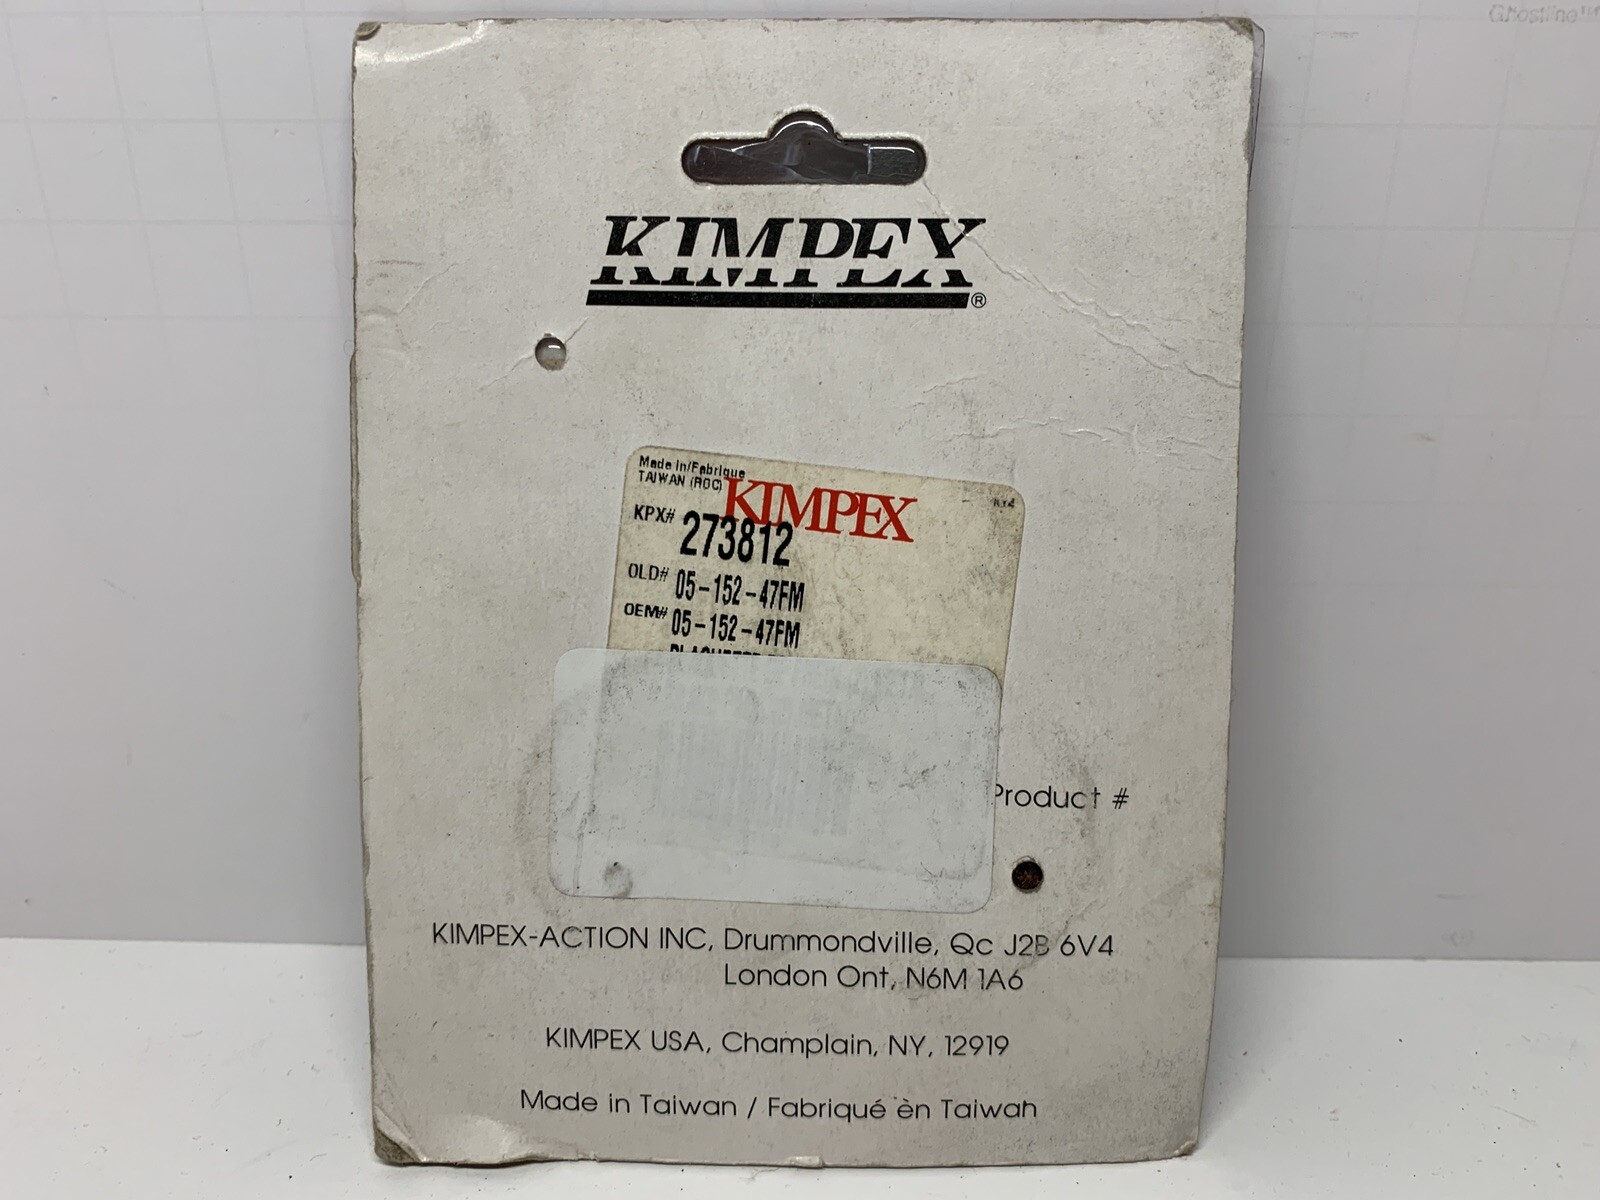 Ghostline™
KIMPEX®
Made in/Fabrique
TAIWAN (ROC)
KIMPEX
KPX# 273812
OLD# 05-152-47FM
OEM# 05-152-47FM
Product #
KIMPEX-ACTION INC, Drummondville, Qc J2B 6V4
London Ont, N6M 1A6
KIMPEX USA, Champlain, NY, 12919
Made in Taiwan / Fabriqué èn Taiwan